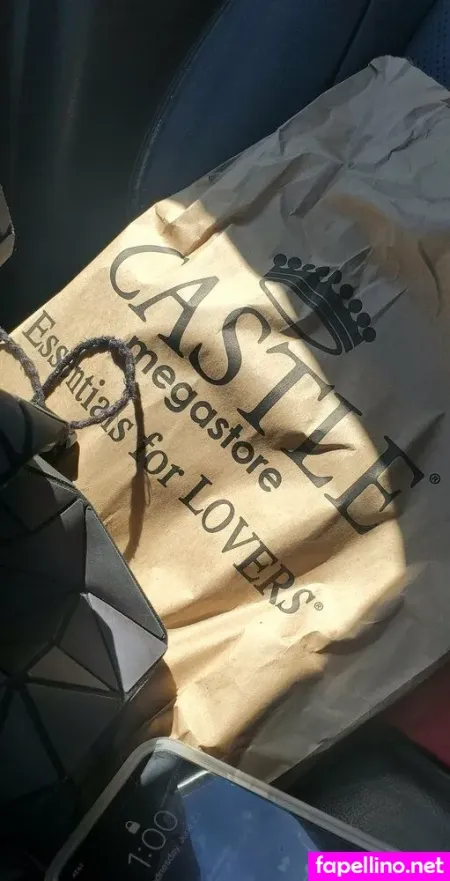 CASTLE®
megastore
Essentials for LOVERS®
1:00
fapellino.net